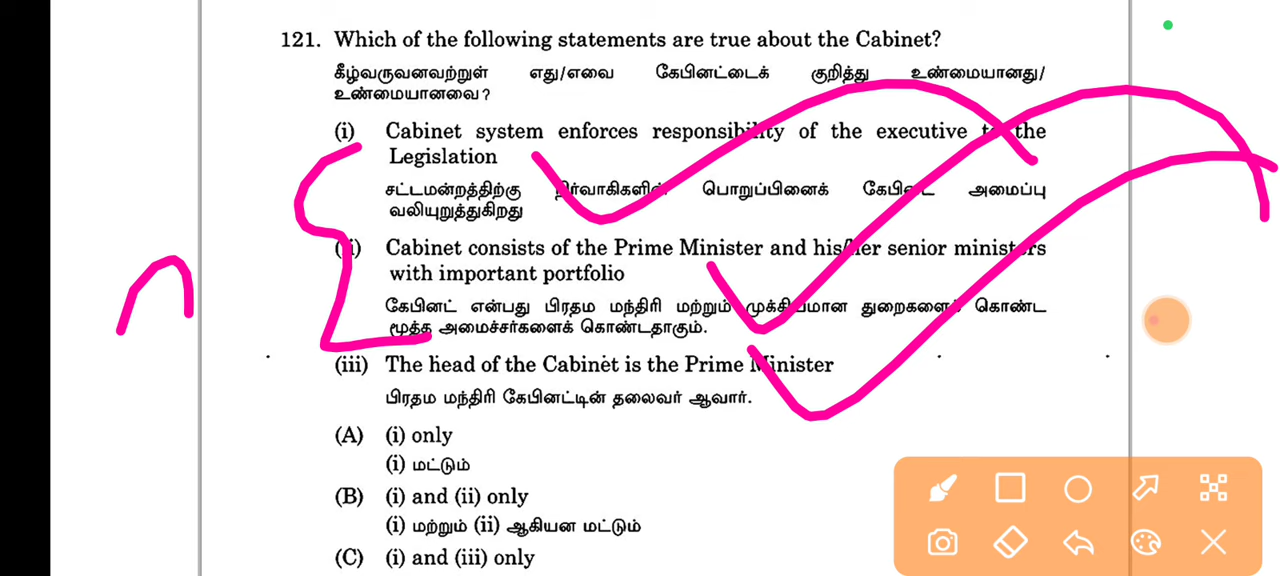 121. Which of the following statements are true about the Cabinet?
கீழ்வருவனவற்றுள் எது/எவை கேபினட்டைக் குறித்து உண்மையானது/
உண்மையானவை?
(i) Cabinet system enforces responsibility of the executive to the
Legislation
சட்டமன்றத்திற்கு நிர்வாகிகளின் பொறுப்பினைக் கேபினட் அமைப்பு
வலியுறுத்துகிறது
(ii) Cabinet consists of the Prime Minister and his/her senior ministers
with important portfolio
கேபினட் என்பது பிரதம மந்திரி மற்றும் முக்கியமான துறைகளைக் கொண்ட
மூத்த அமைச்சர்களைக் கொண்டதாகும்.
(iii) The head of the Cabinet is the Prime Minister
பிரதம மந்திரி கேபினட்டின் தலைவர் ஆவார்.
(A) (i) only
(i) மட்டும்
(B) (i) and (ii) only
(i) மற்றும் (ii) ஆகியன மட்டும்
(C) (i) and (iii) only